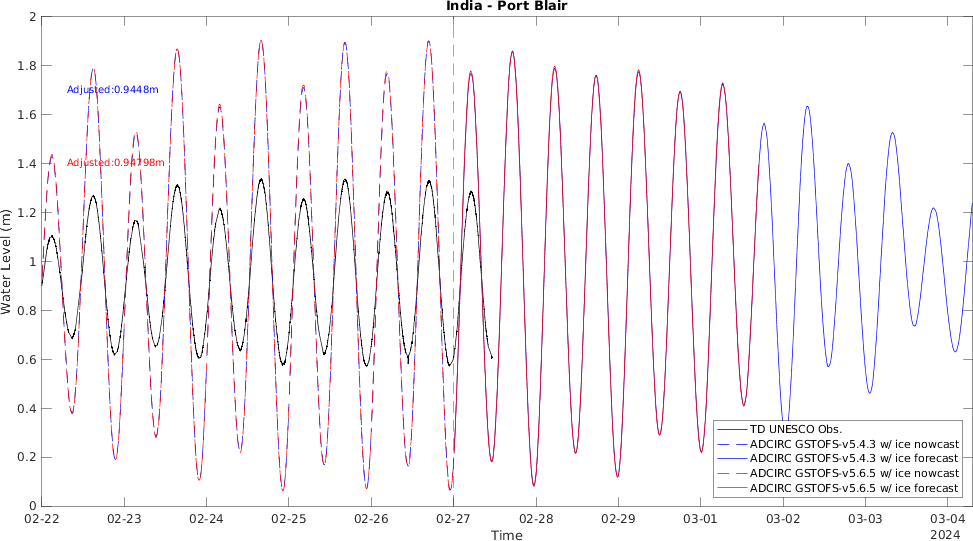 India - Port Blair
Water Level (m)
2
1.8
1.6
1.4
1.2
1
0.8
0.6
0.4
0.2
0
Adjusted:0.9448m
Adjusted:0.94798m
TD UNESCO Obs.
ADCIRC GSTOFS-v5.4.3 w/ ice nowcast
ADCIRC GSTOFS-v5.4.3 w/ ice forecast
ADCIRC GSTOFS-v5.6.5 w/ ice nowcast
ADCIRC GSTOFS-v5.6.5 w/ ice forecast
02-22 02-23 02-24 02-25 02-26 02-27 02-28 02-29 03-01 03-02 03-03 03-04
Time 2024